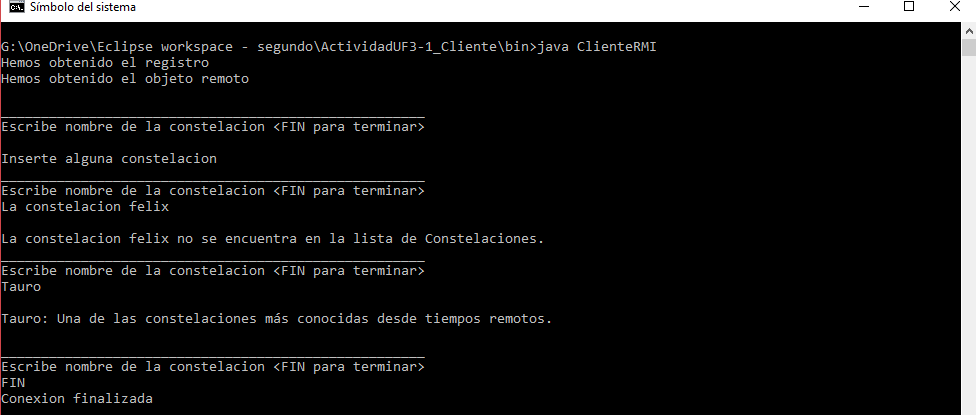 Símbolo del sistema
G:\OneDrive\Eclipse workspace - segundo\ActividadUF3-1_Cliente\bin>java ClienteRMI
Hemos obtenido el registro
Hemos obtenido el objeto remoto
_____________________________________________________
Escribe nombre de la constelacion <FIN para terminar>
Inserte alguna constelacion
_____________________________________________________
Escribe nombre de la constelacion <FIN para terminar>
La constelacion felix
La constelacion felix no se encuentra en la lista de Constelaciones.
_____________________________________________________
Escribe nombre de la constelacion <FIN para terminar>
Tauro
Tauro: Una de las constelaciones más conocidas desde tiempos remotos.
_____________________________________________________
Escribe nombre de la constelacion <FIN para terminar>
FIN
Conexion finalizada